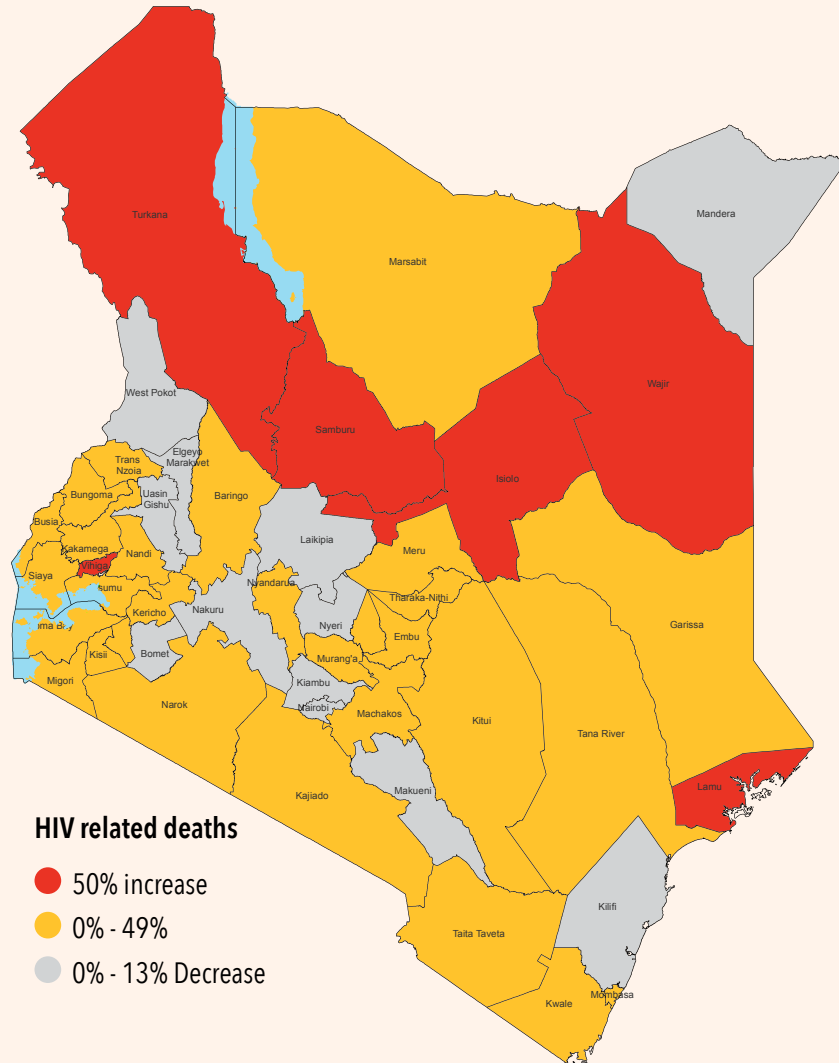 Mandera
Turkana
Marsabit
Wajir
West Pokot
Samburu
Elgeyo
Marakwet
Trans
Nzoia
Isiolo
Uasin
Gishu
Bungoma
Baringo
Busia
Laikipia
Kakamega
Nandi
Meru
Vihiga
Siaya
sumu
Nyandarua
Tharaka-Nithi
Nakuru
Kericho
Nyeri
Garissa
Embu
Kisii
Bomet
Murang'a
Migori
Kiambu
Narok
Nairobi
Machakos
Kitui
Tana River
Lamu
Kajiado
Makueni
HIV related deaths
50% increase
0% - 49%
0% - 13% Decrease
Kilifi
Taita Taveta
Mombasa
Kwale